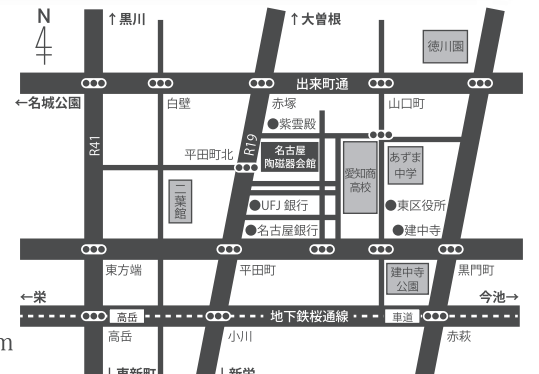 N
↑黒川
↑大曽根
徳川園
出来町通
←名城公園
白壁
赤塚
山口町
●紫雲殿
R41
R19
平田町北
名古屋
陶磁器会館
愛知商
高校
あずま
中学
二葉館
●UFJ 銀行
●東区役所
●名古屋銀行
●建中寺
東方端
平田町
建中寺
公園
黒門町
←栄
今池→
高岳
地下鉄桜通線
車道
高岳
小川
赤萩
m
↓東新町
↓新栄